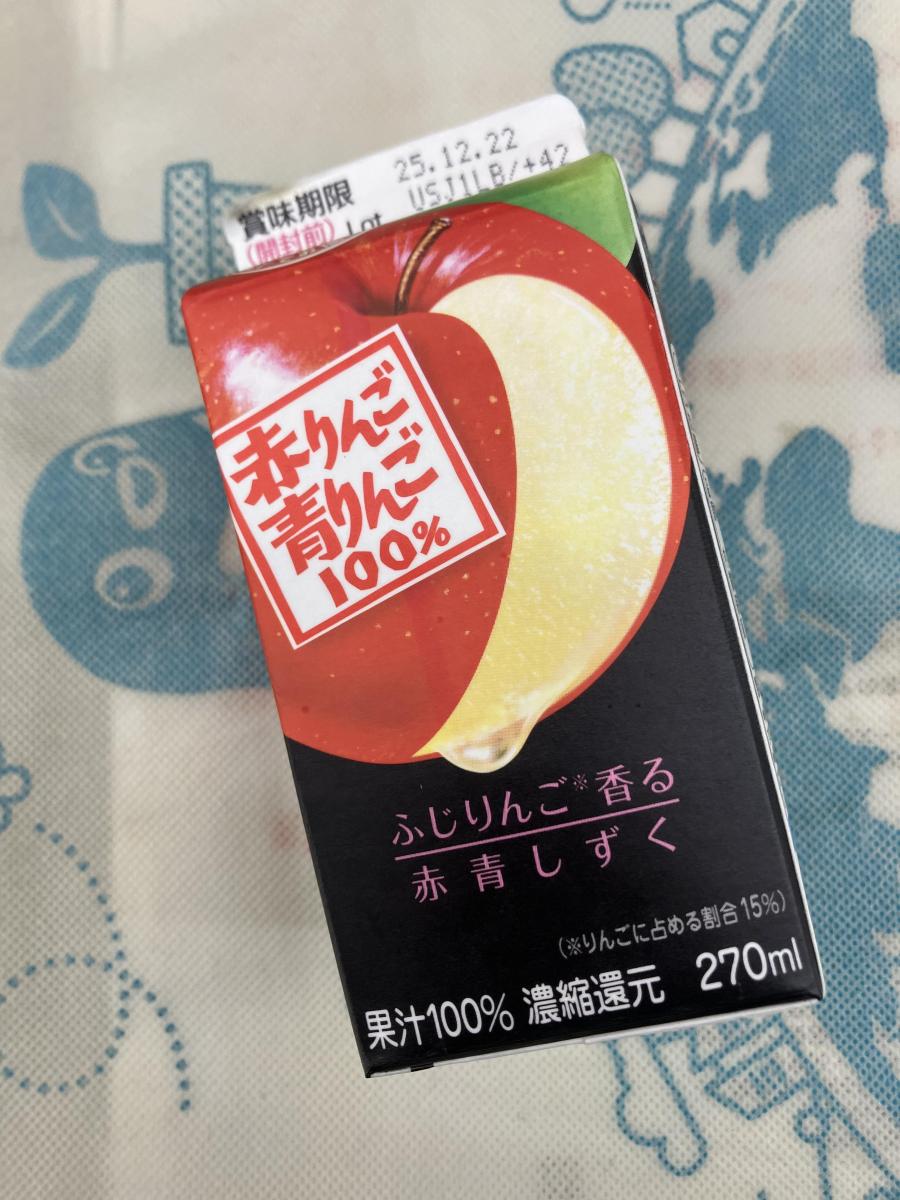 賞味期限
25.12.22
(開封前) Lot
USJ1LB/+42
赤りんご
青りんご
100%
ふじりんご※香る
赤青しずく
(※りんごに占める割合15%)
果汁100% 濃縮還元 270ml